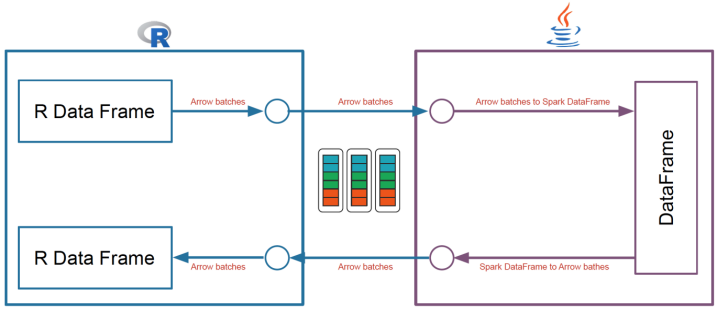 R
Java
R Data Frame
Arrow batches
Arrow batches
Arrow batches to Spark DataFrame
DataFrame
R Data Frame
Arrow batches
Arrow batches
Spark DataFrame to Arrow bathes